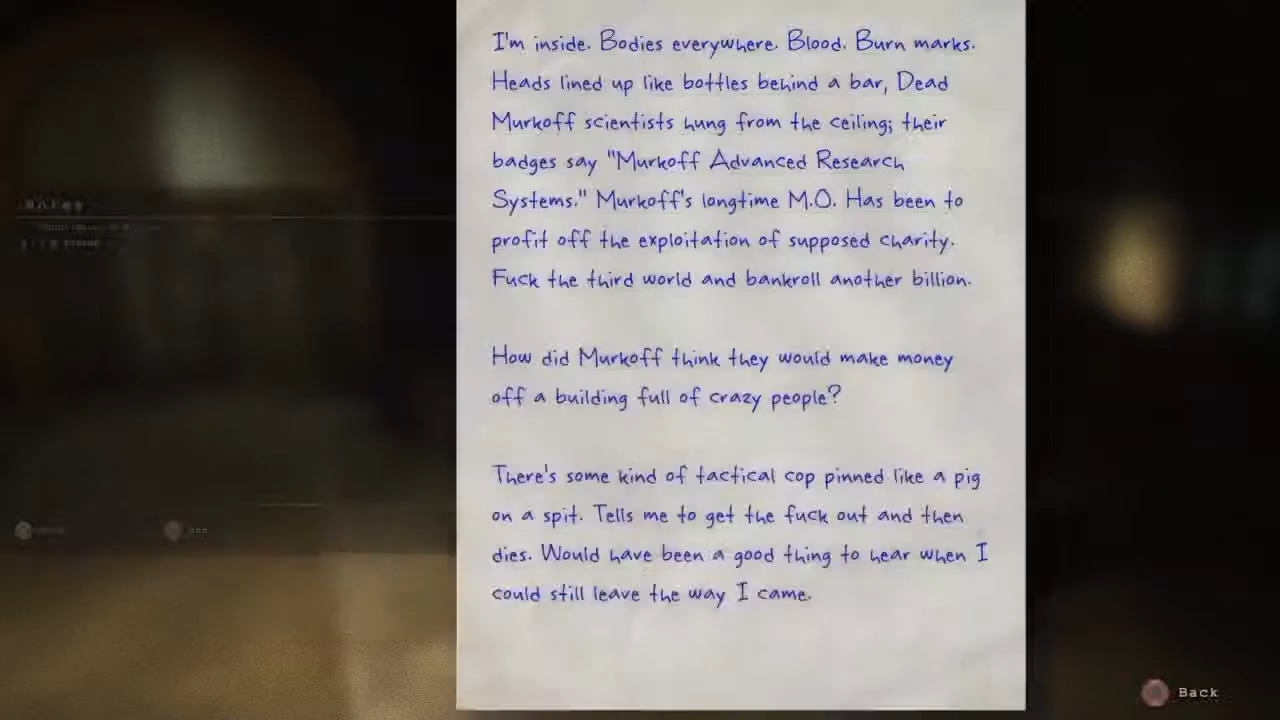 I'm inside. Bodies everywhere. Blood. Burn marks.
Heads lined up like bottles behind a bar, Dead
Murkoff scientists hung from the ceiling; their
badges say "Murkoff Advanced Research
Systems." Murkoff's longtime M.O. Has been to
profit off the exploitation of supposed charity.
Fuck the third world and bankroll another billion.
How did Murkoff think they would make money
off a building full of crazy people?
There's some kind of tactical cop pinned like a pig
on a spit. Tells me to get the fuck out and then
dies. Would have been a good thing to hear when I
could still leave the way I came.
Back